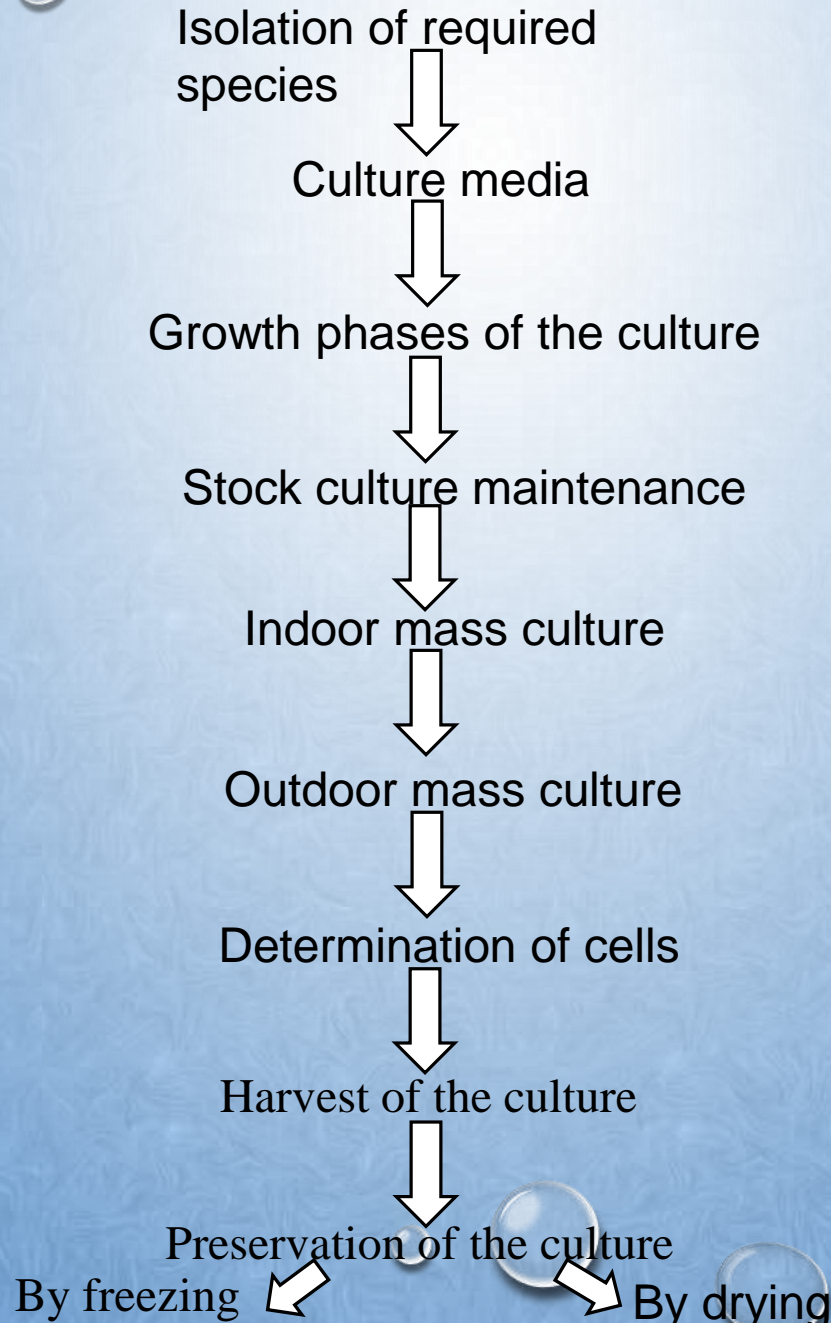 Isolation of required
species
Culture media
Growth phases of the culture
Stock culture maintenance
Indoor mass culture
Outdoor mass culture
Determination of cells
Harvest of the culture
Preservation of the culture
By freezing
By drying